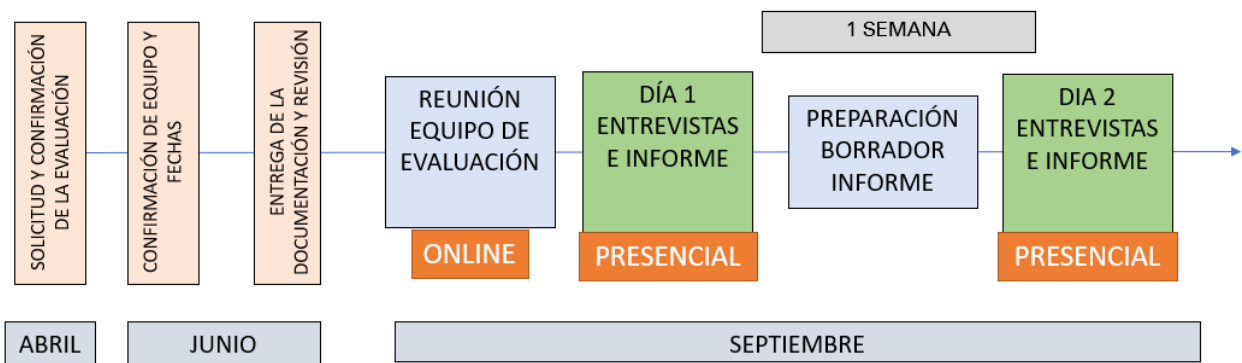 1 SEMANA
SOLICITUD Y CONFIRMACIÓN
DE LA EVALUACIÓN
CONFIRMACIÓN DE EQUIPO Y
FECHAS
ENTREGA DE LA
DOCUMENTACIÓN Y REVISIÓN
REUNIÓN
EQUIPO DE
EVALUACIÓN
ONLINE
DÍA 1
ENTREVISTAS
E INFORME
PRESENCIAL
PREPARACIÓN
BORRADOR
INFORME
DIA 2
ENTREVISTAS
E INFORME
PRESENCIAL
ABRIL
JUNIO
SEPTIEMBRE